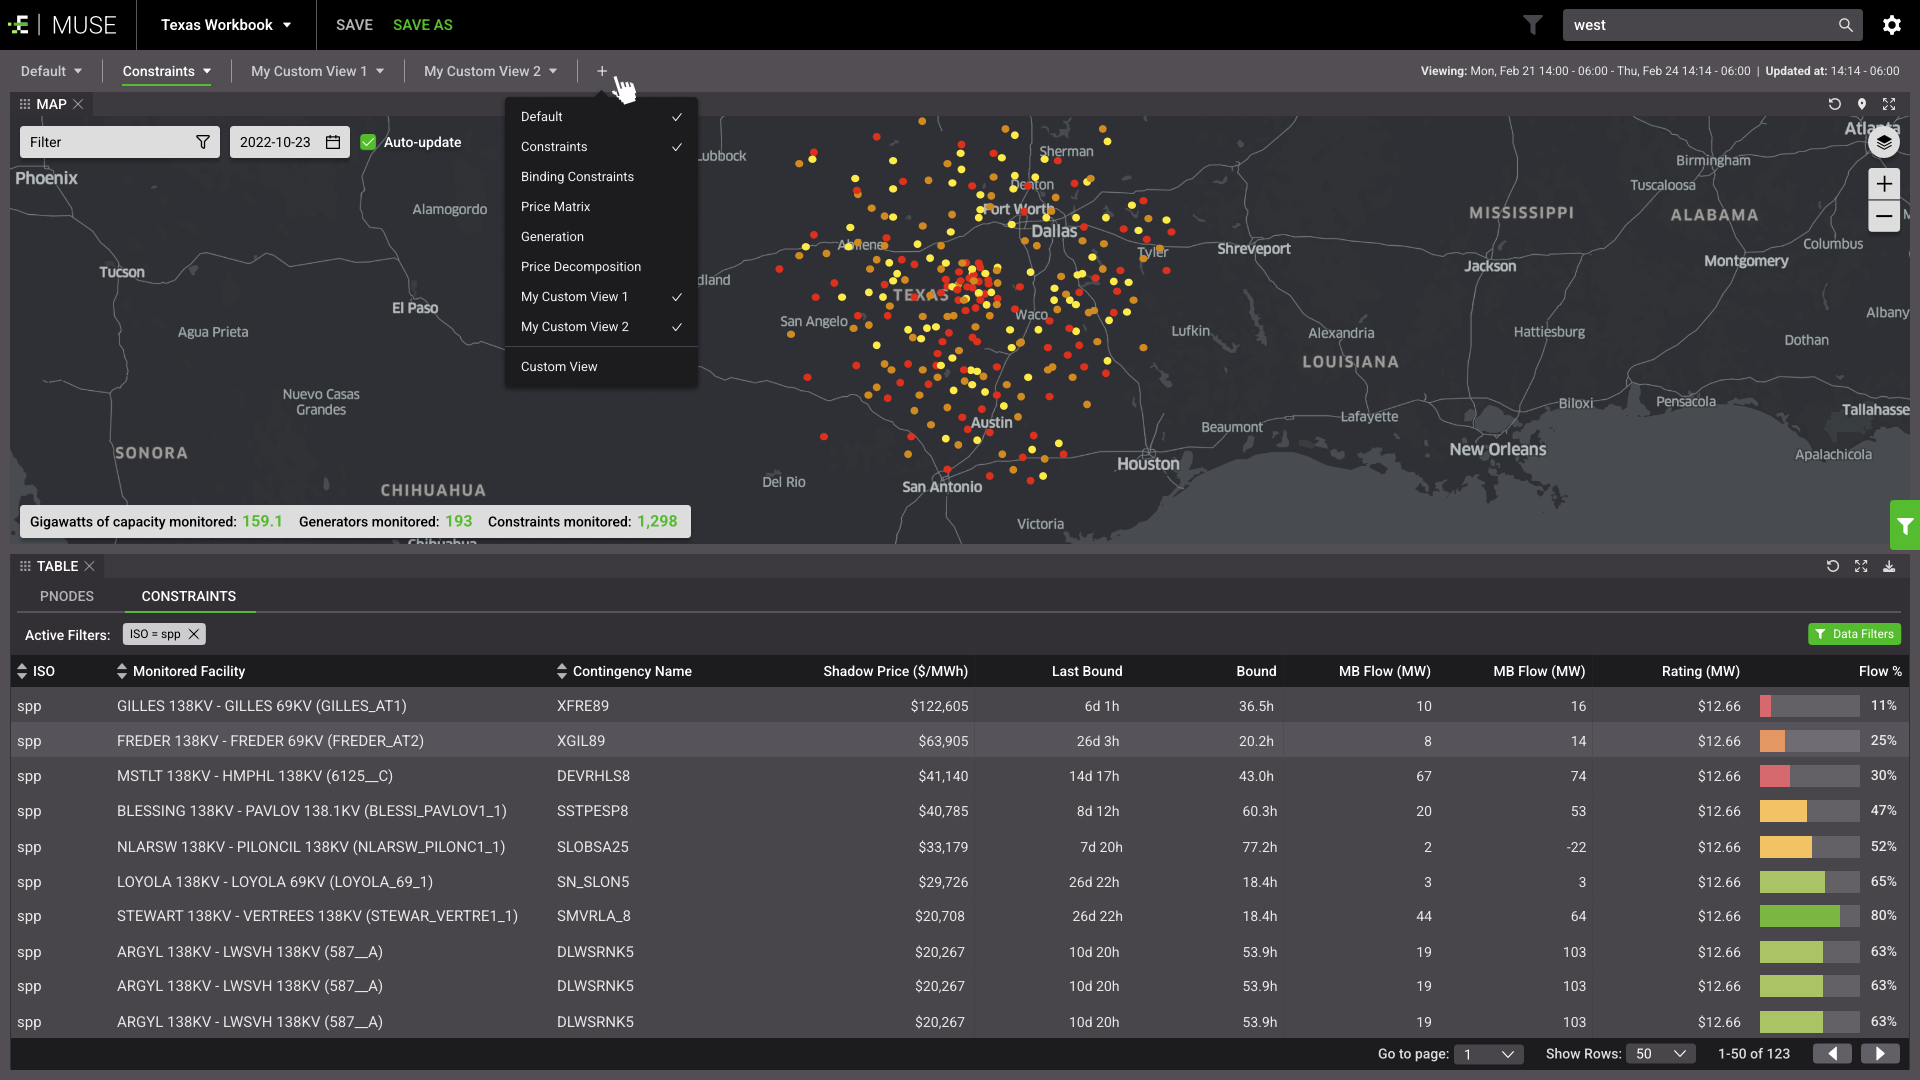 MUSE
Texas Workbook
SAVE
SAVE AS
west
Default
Constraints
My Custom View 1
My Custom View 2
+
Viewing: Mon, Feb 21 14:00 - 06:00 - Thu, Feb 24 14:14 - 06:00 | Updated at: 14:14 - 06:00
MAP
Filter
2022-10-23
Auto-update
Default
Constraints
Binding Constraints
Price Matrix
Generation
Price Decomposition
My Custom View 1
My Custom View 2
Custom View
Phoenix
Alamogordo
Tucson
El Paso
Agua Prieta
Nuevo Casas
Grandes
SONORA
CHIHUAHUA
Chihuahua
ubbock
Sherman
Denton
Fort Worth
Dallas
Abilene
Tyler
dland
TEXAS
San Angelo
Waco
Austin
Del Rio
San Antonio
Victoria
Houston
Shreveport
Lufkin
Beaumont
Alexandria
LOUISIANA
Lafayette
New Orleans
MISSISSIPPI
Jackson
Hattiesburg
Biloxi
Birmingham
Tuscaloosa
ALABAMA
Montgomery
Columbus
Atlanta
Albany
Dothan
Pensacola
Tallahasse
Apalachicola
Gigawatts of capacity monitored: 159.1 Generators monitored: 193 Constraints monitored: 1,298
TABLE
PNODES
CONSTRAINTS
Active Filters:
ISO = spp
Data Filters
ISO Monitored Facility Contingency Name Shadow Price ($/MWh) Last Bound Bound MB Flow (MW) MB Flow (MW) Rating (MW) Flow %
spp GILLES 138KV - GILLES 69KV (GILLES_AT1) XFRE89 $122,605 6d 1h 36.5h 10 16 $12.66 11%
spp FREDER 138KV - FREDER 69KV (FREDER_AT2) XGIL89 $63,905 26d 3h 20.2h 8 14 $12.66 25%
spp MSTLT 138KV - HMPHL 138KV (6125__C) DEVRHLS8 $41,140 14d 17h 43.0h 67 74 $12.66 30%
spp BLESSING 138KV - PAVLOV 138.1KV (BLESSI_PAVLOV1_1) SSTPESP8 $40,785 8d 12h 60.3h 20 53 $12.66 47%
spp NLARSW 138KV - PILONCIL 138KV (NLARSW_PILONC1_1) SLOBSA25 $33,179 7d 20h 77.2h 2 -22 $12.66 52%
spp LOYOLA 138KV - LOYOLA 69KV (LOYOLA_69_1) SN_SLON5 $29,726 26d 22h 18.4h 3 3 $12.66 65%
spp STEWART 138KV - VERTREES 138KV (STEWAR_VERTRE1_1) SMVRLA_8 $20,708 26d 22h 18.4h 44 64 $12.66 80%
spp ARGYL 138KV - LWSVH 138KV (587__A) DLWSRNK5 $20,267 10d 20h 53.9h 19 103 $12.66 63%
spp ARGYL 138KV - LWSVH 138KV (587__A) DLWSRNK5 $20,267 10d 20h 53.9h 19 103 $12.66 63%
spp ARGYL 138KV - LWSVH 138KV (587__A) DLWSRNK5 $20,267 10d 20h 53.9h 19 103 $12.66 63%
Go to page: 1 Show Rows: 50 1-50 of 123